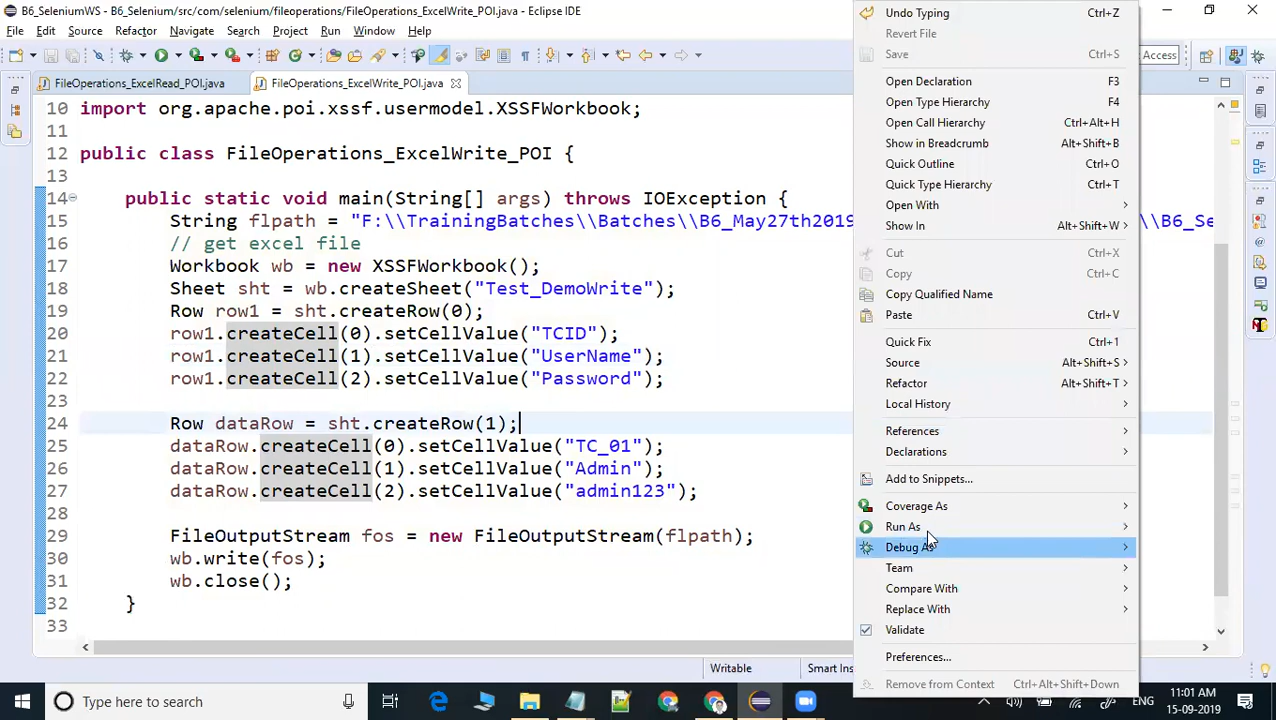 B6_SeleniumWS - B6_Selenium/src/com/selenium/fileoperations/FileOperations_ExcelWrite_POI.java - Eclipse IDE
File Edit Source Refactor Navigate Search Project Run Window Help
Access
FileOperations_ExcelRead_POI.java
FileOperations_ExcelWrite_POI.java
10 import org.apache.poi.xssf.usermodel.XSSFWorkbook;
11
12 public class FileOperations_ExcelWrite_POI {
13
14 public static void main(String[] args) throws IOException {
15 String flpath = "F:\\TrainingBatches\\Batches\\B6_May27th2019 \\B6_Se
16 // get excel file
17 Workbook wb = new XSSFWorkbook();
18 Sheet sht = wb.createSheet("Test_DemoWrite");
19 Row row1 = sht.createRow(0);
20 row1.createCell(0).setCellValue("TCID");
21 row1.createCell(1).setCellValue("UserName");
22 row1.createCell(2).setCellValue("Password");
23
24 Row dataRow = sht.createRow(1);
25 dataRow.createCell(0).setCellValue("TC_01");
26 dataRow.createCell(1).setCellValue("Admin");
27 dataRow.createCell(2).setCellValue("admin123");
28
29 FileOutputStream fos = new FileOutputStream(flpath);
30 wb.write(fos);
31 wb.close();
32 }
33
Undo Typing Ctrl+Z
Revert File
Save Ctrl+S
Open Declaration F3
Open Type Hierarchy F4
Open Call Hierarchy Ctrl+Alt+H
Show in Breadcrumb Alt+Shift+B
Quick Outline Ctrl+O
Quick Type Hierarchy Ctrl+T
Open With
Show In Alt+Shift+W
Cut Ctrl+X
Copy Ctrl+C
Copy Qualified Name
Paste Ctrl+V
Quick Fix Ctrl+1
Source Alt+Shift+S
Refactor Alt+Shift+T
Local History
References
Declarations
Add to Snippets...
Coverage As
Run As
Debug As
Team
Compare With
Replace With
Validate
Preferences...
Remove from Context Ctrl+Alt+Shift+Down
Writable
Smart Ins
Type here to search
ENG
11:01 AM
15-09-2019